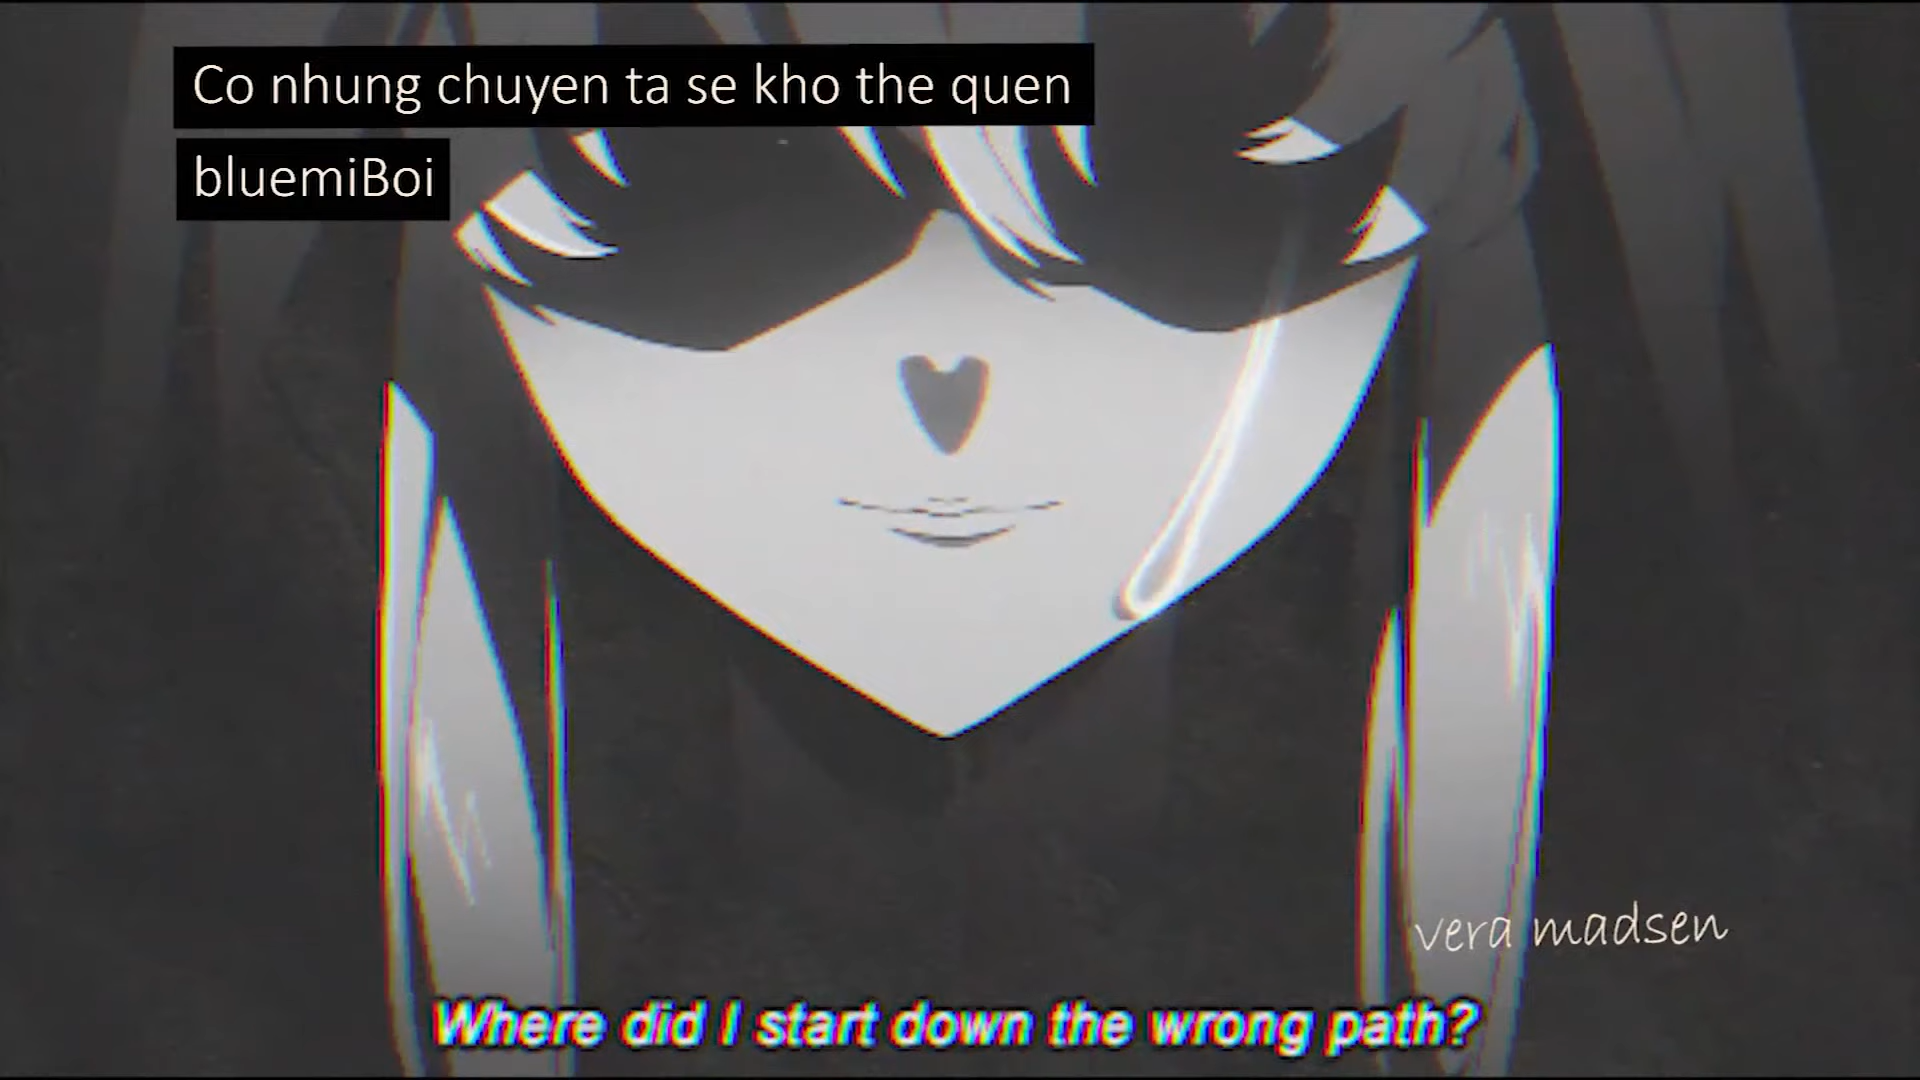 Co nhung chuyen ta se kho the quen
bluemiBoi
vera madsen
Where did I start down the wrong path?